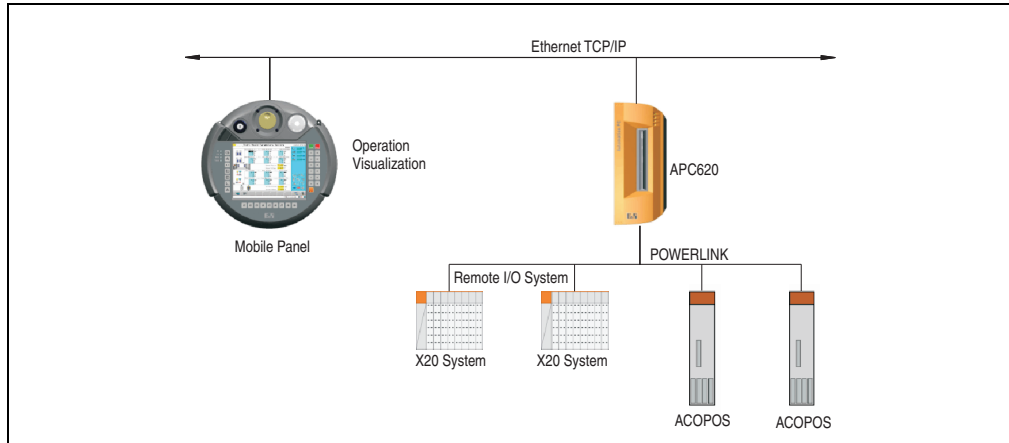 Ethernet TCP/IP
Operation
Visualization
APC620
Mobile Panel
POWERLINK
Remote I/O System
X20 System
X20 System
ACOPOS
ACOPOS